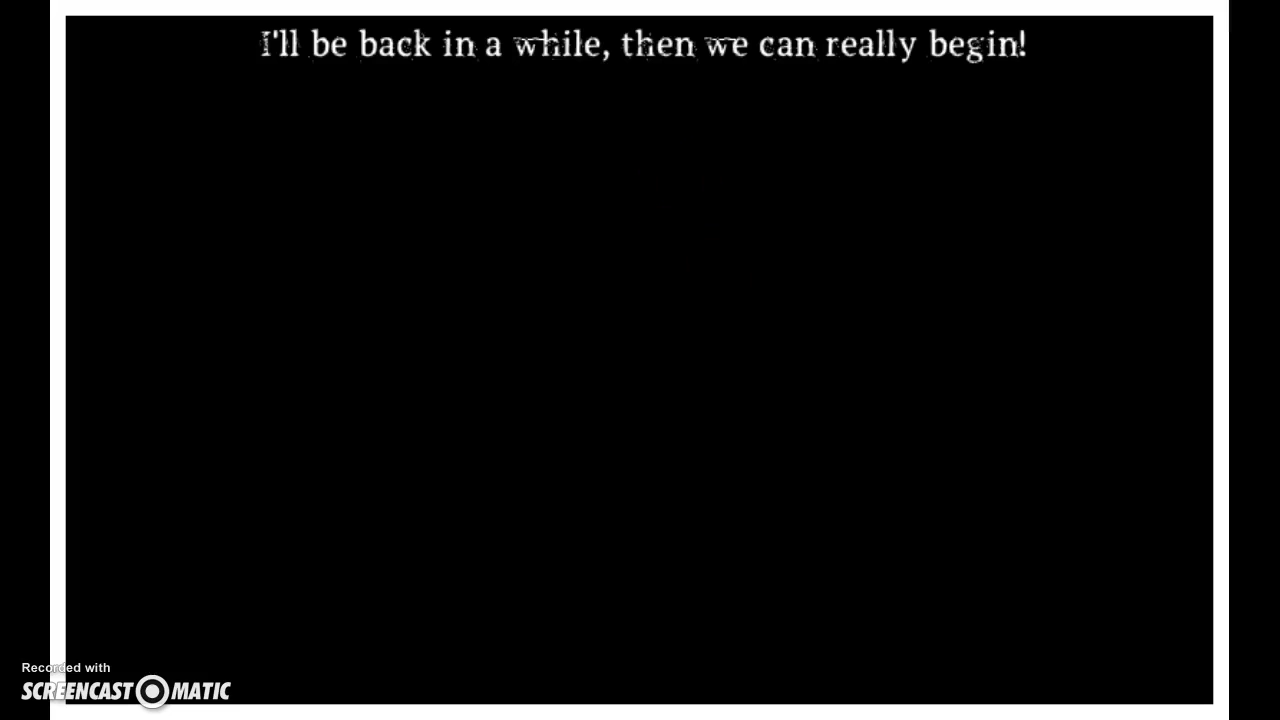 I'll be back in a while, then we can really begin!
Recorded with
SCREENCAST MATIC